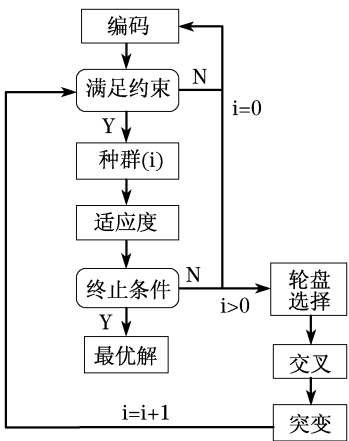 编码
满足约束
N
i=0
Y
种群(i)
适应度
终止条件
N
i>0
轮盘
选择
Y
最优解
交叉
i=i+1
突变